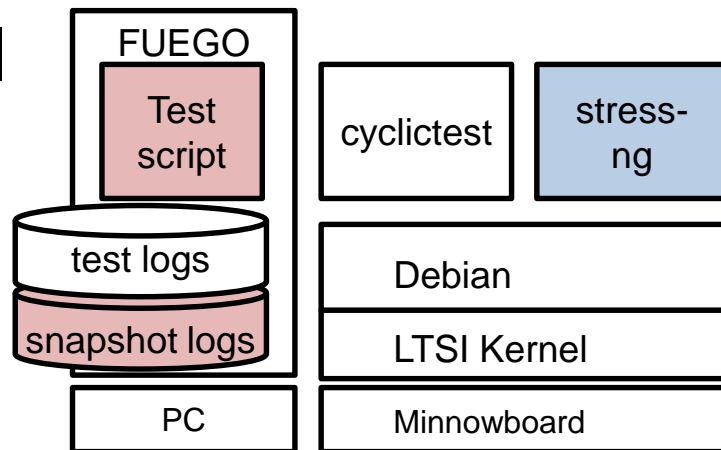 FUEGO
Test
script
cyclictest
stress-
ng
test logs
snapshot logs
Debian
LTSI Kernel
PC
Minnowboard